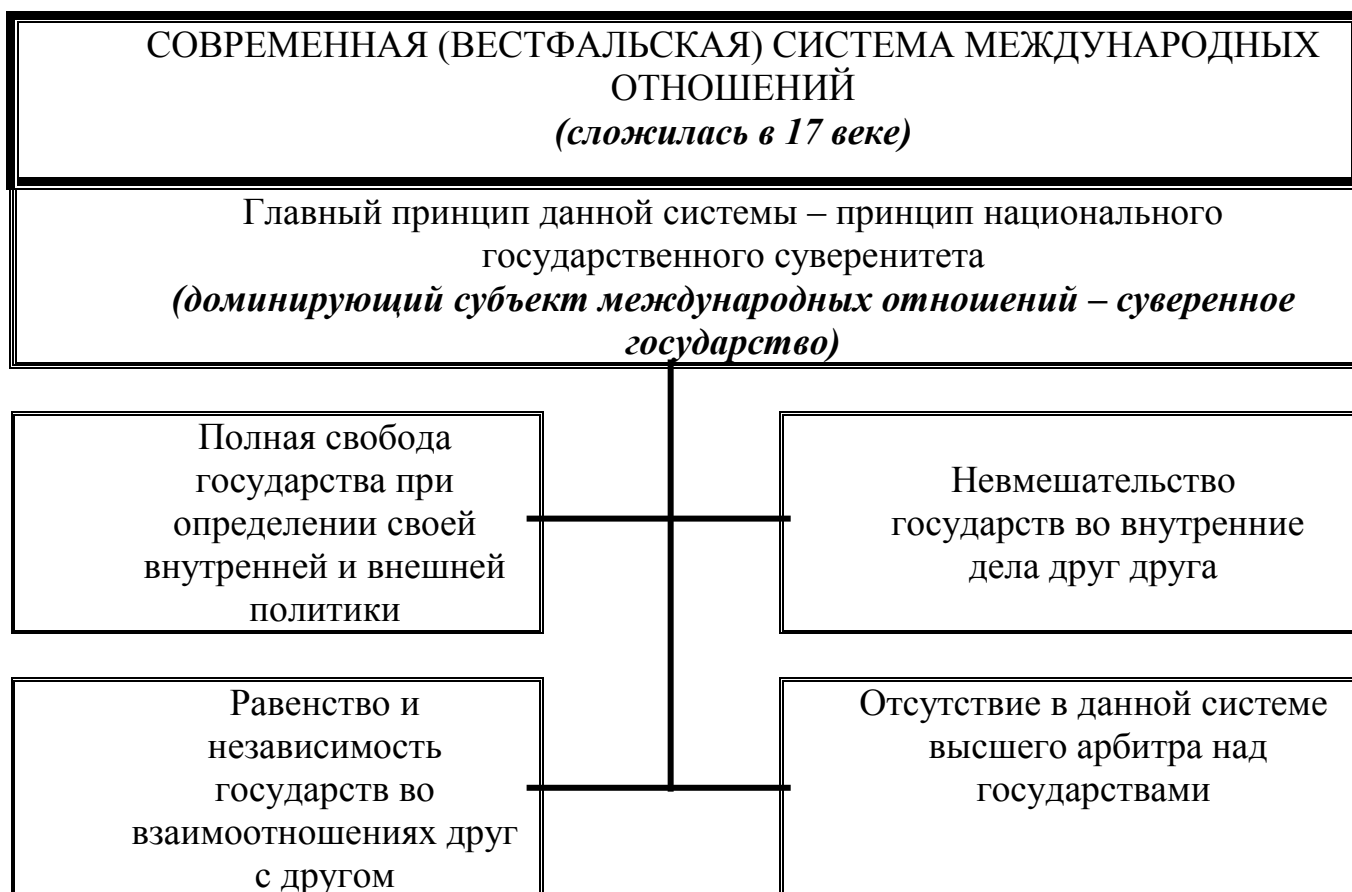 СОВРЕМЕННАЯ (ВЕСТФАЛЬСКАЯ) СИСТЕМА МЕЖДУНАРОДНЫХ
ОТНОШЕНИЙ
(сложилась в 17 веке)
Главный принцип данной системы – принцип национального
государственного суверенитета
(доминирующий субъект международных отношений – суверенное
государство)
Полная свобода
государства при
определении своей
внутренней и внешней
политики
Невмешательство
государств во внутренние
дела друг друга
Равенство и
независимость
государств во
взаимоотношениях друг
с другом
Отсутствие в данной системе
высшего арбитра над
государствами